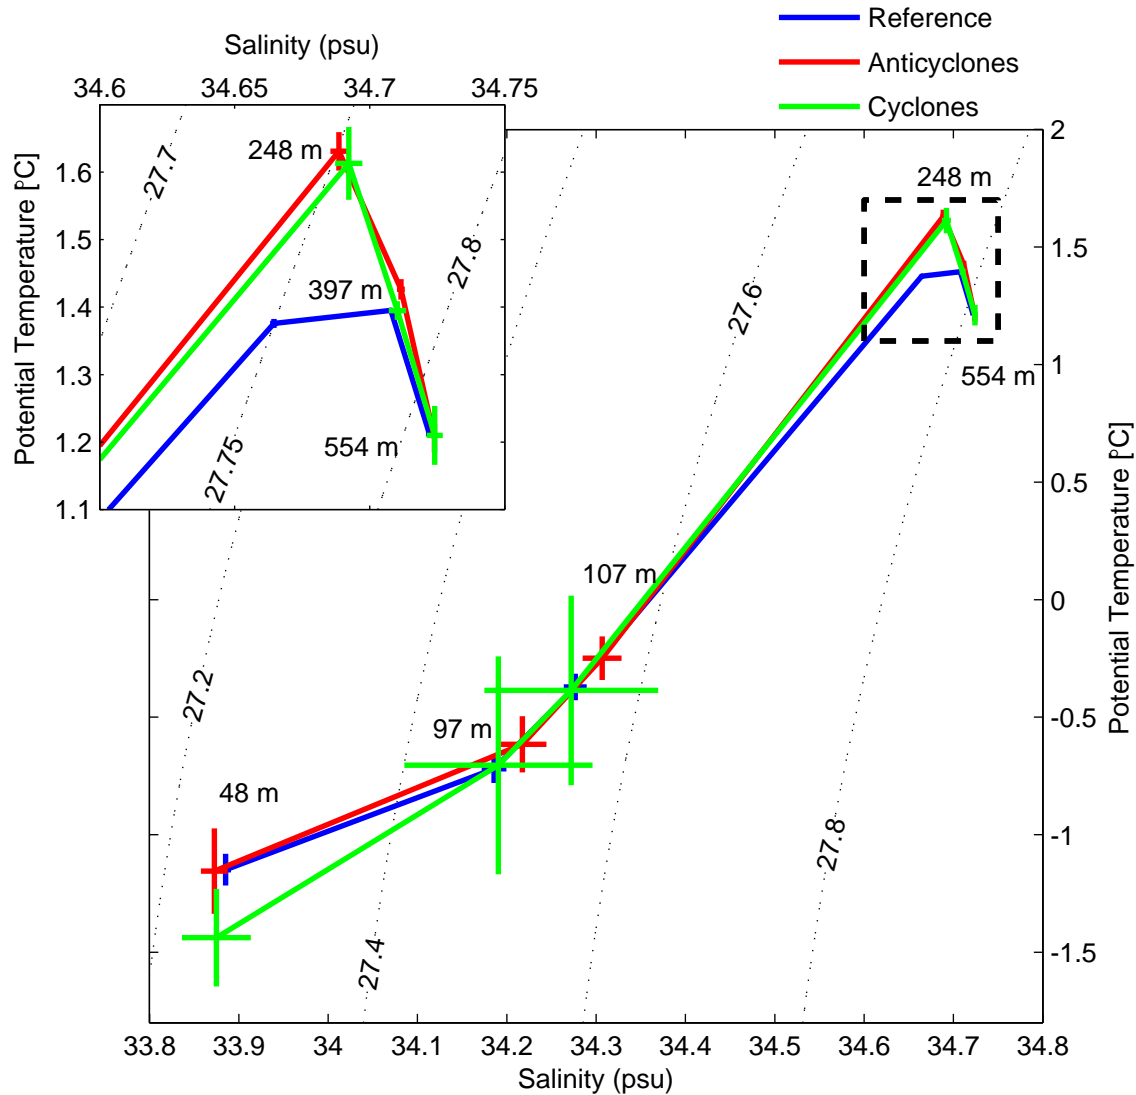 Reference
Anticyclones
Cyclones
Salinity (psu)
34.6 34.65 34.7 34.75
Potential Temperature [ºC]
1.6
1.5
1.4
1.3
1.2
1.1
27.7
27.75
27.8
248 m
397 m
554 m
248 m
554 m
107 m
97 m
48 m
27.2
27.4
27.6
27.8
2
1.5
1
0.5
0
-0.5
-1
-1.5
Potential Temperature [ºC]
33.8 33.9 34 34.1 34.2 34.3 34.4 34.5 34.6 34.7 34.8
Salinity (psu)